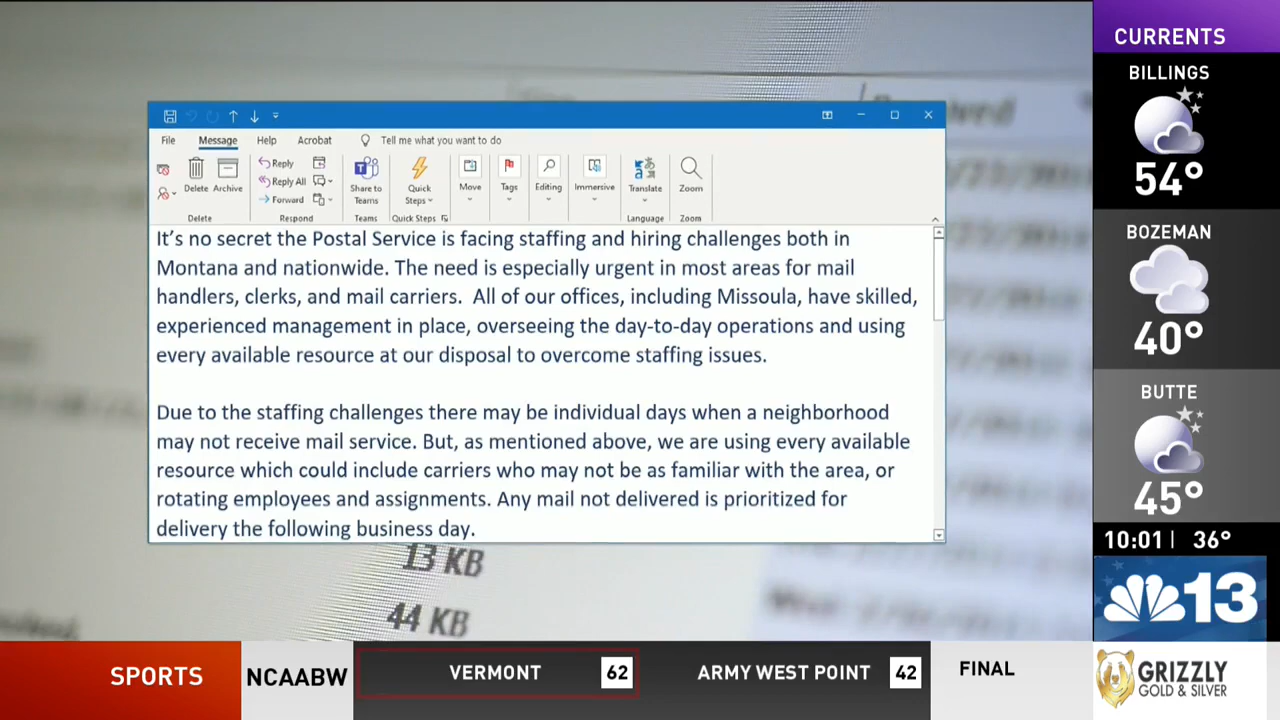 CURRENTS
BILLINGS
54°
BOZEMAN
40°
BUTTE
45°
10:01 36°
13
File Message Help Acrobat Tell me what you want to do
Delete Archive
Reply
Reply All
Forward
Share to Teams
Quick Steps
Move
Tags
Editing
Immersive
Translate
Zoom
Delete Respond Teams Quick Steps Language Zoom
It's no secret the Postal Service is facing staffing and hiring challenges both in
Montana and nationwide. The need is especially urgent in most areas for mail
handlers, clerks, and mail carriers. All of our offices, including Missoula, have skilled,
experienced management in place, overseeing the day-to-day operations and using
every available resource at our disposal to overcome staffing issues.
Due to the staffing challenges there may be individual days when a neighborhood
may not receive mail service. But, as mentioned above, we are using every available
resource which could include carriers who may not be as familiar with the area, or
rotating employees and assignments. Any mail not delivered is prioritized for
delivery the following business day.
13 KB
44 KB
SPORTS NCAABW VERMONT 62 ARMY WEST POINT 42 FINAL
GRIZZLY
GOLD & SILVER